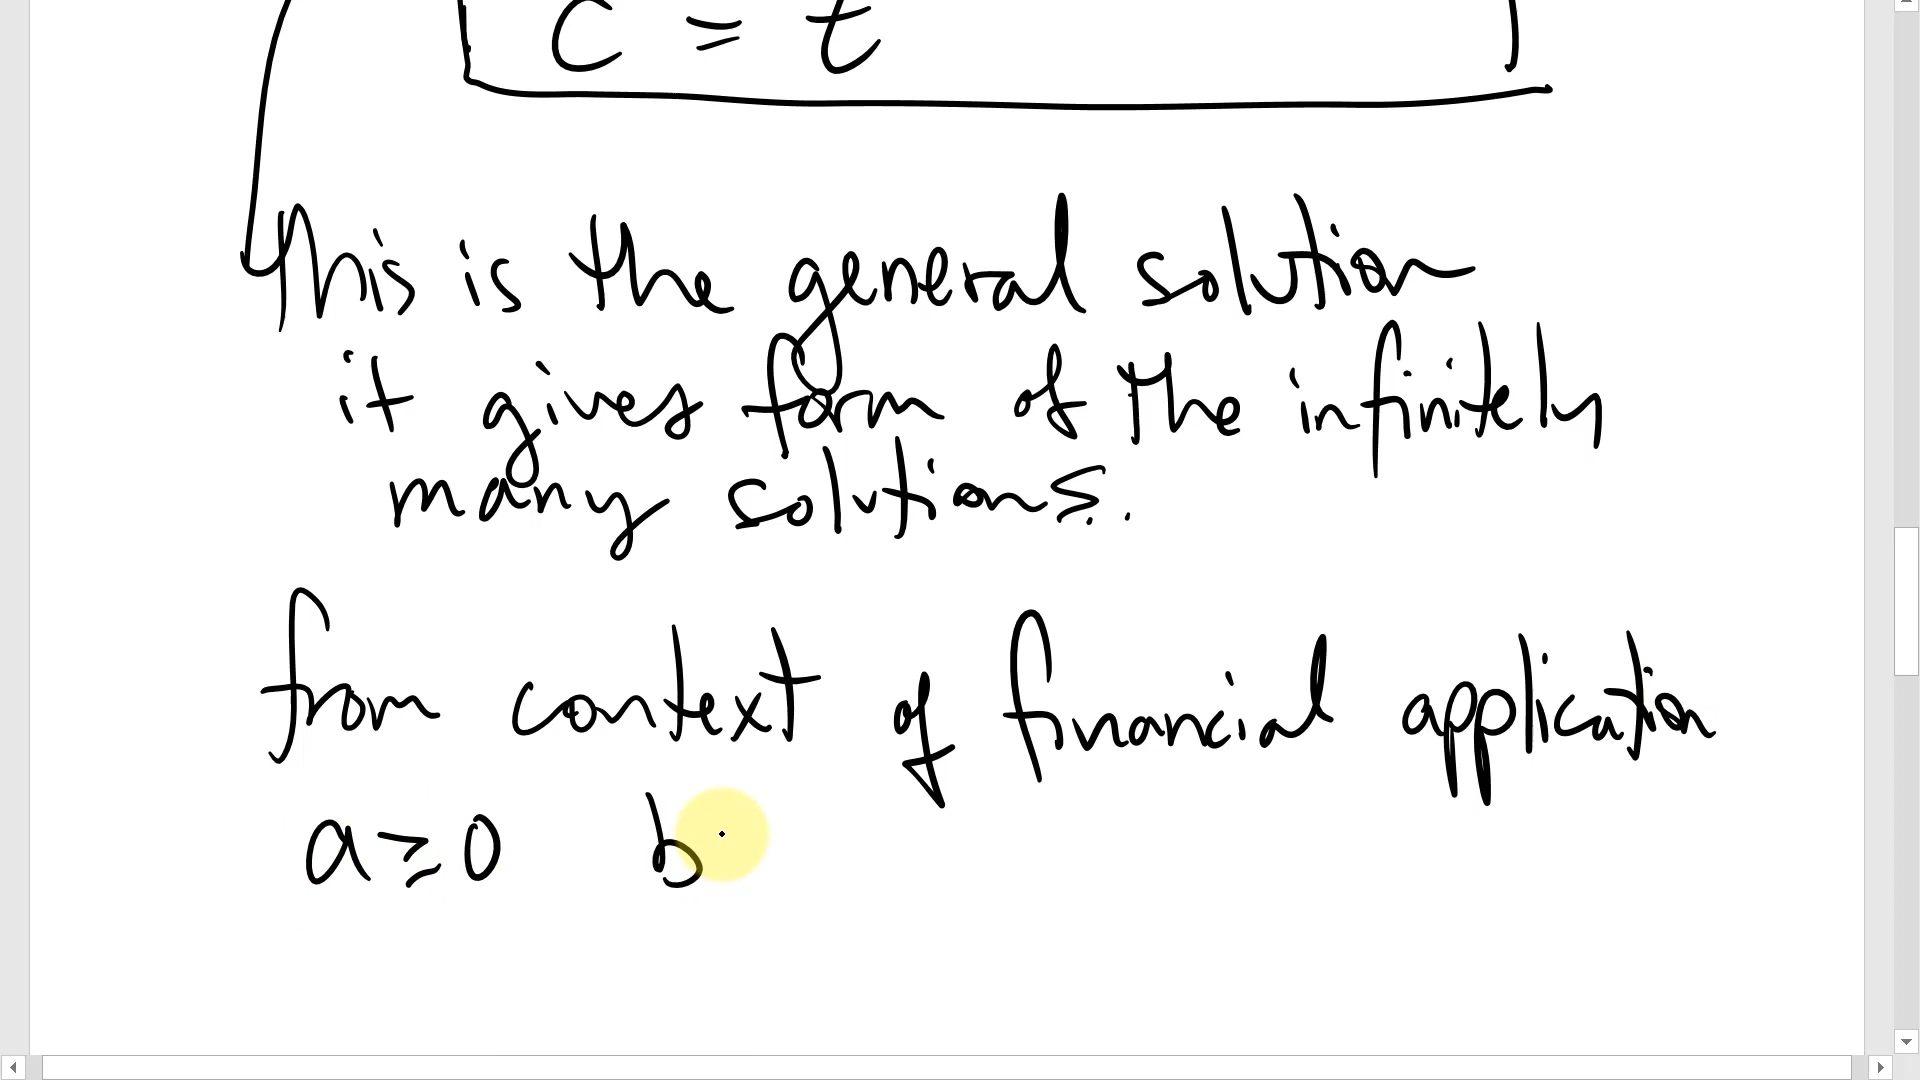 c = t
This is the general solution
it gives form of the infinitely
many solutions.
from context of financial application
a ≥ 0 b